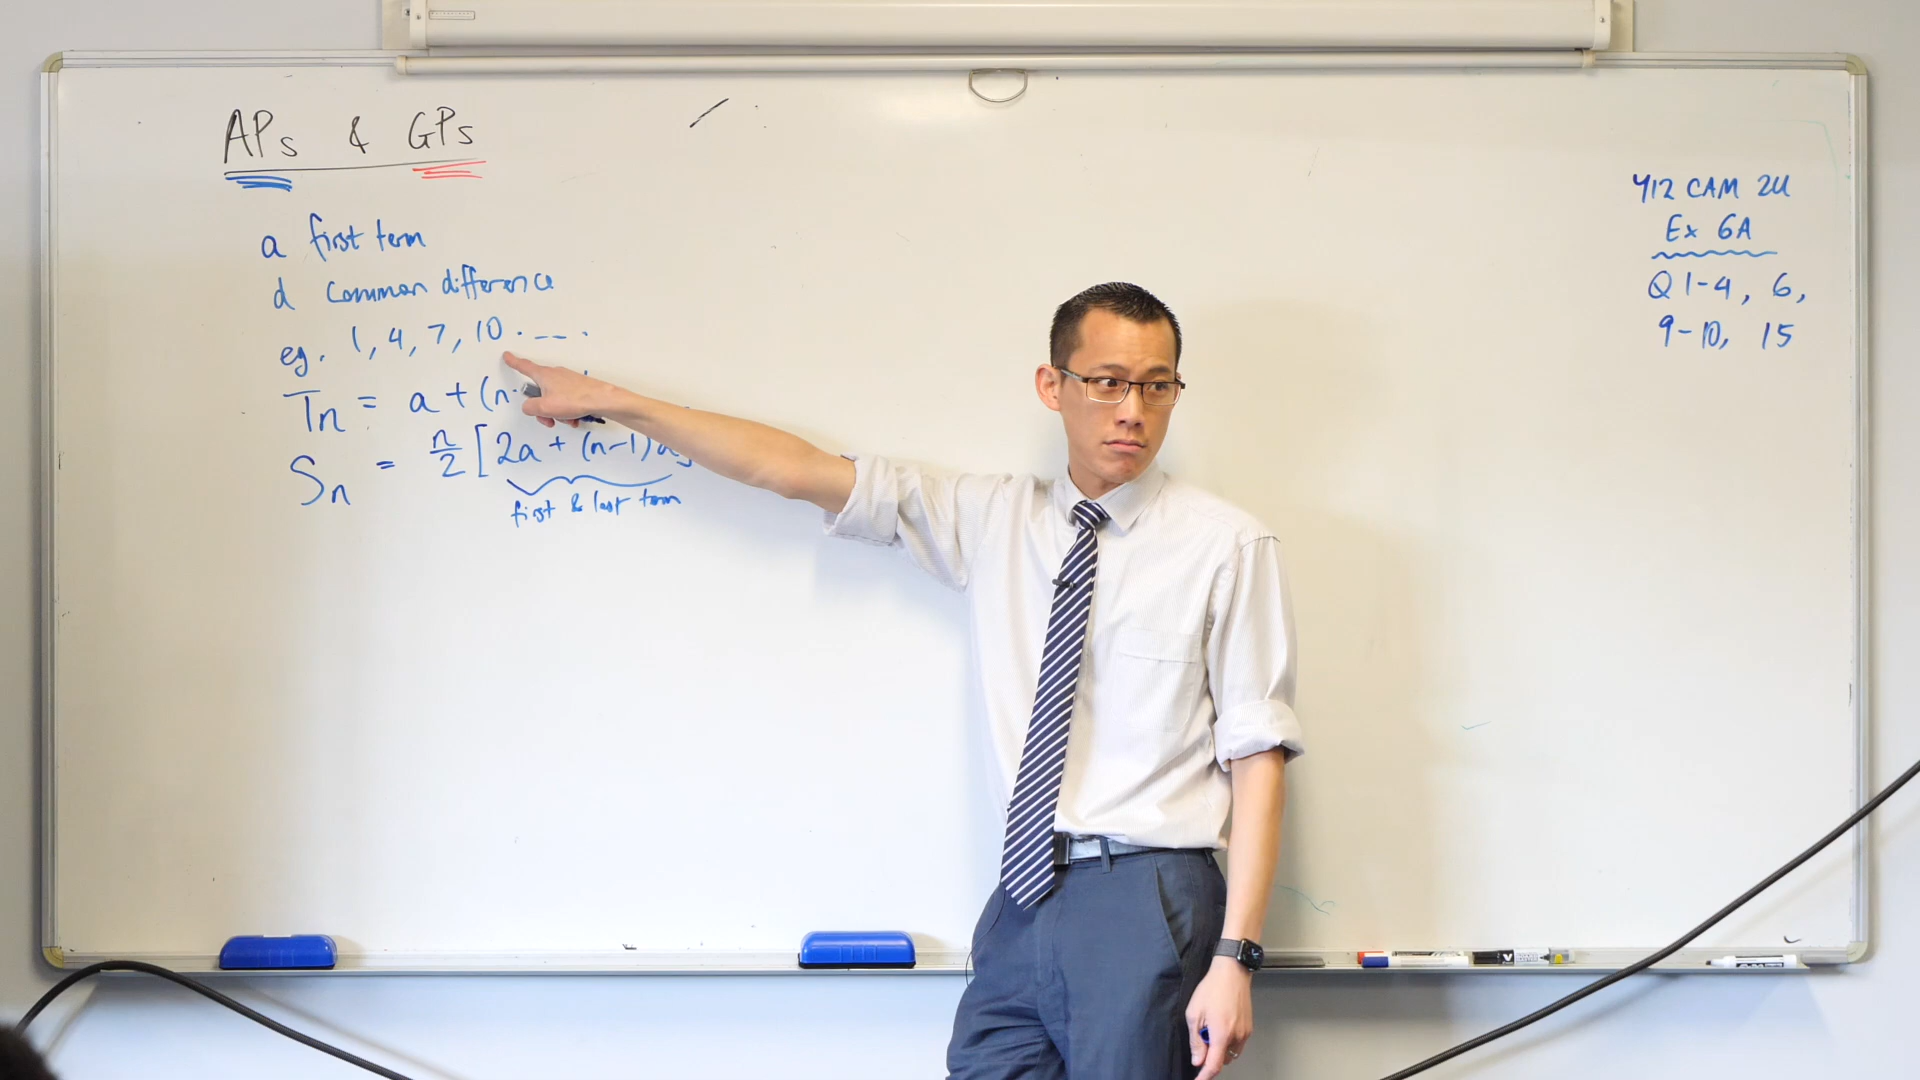 APs & GPs
a first term
d common difference
eg. 1, 4, 7, 10 . ... .
Tn = a + (n-
Sn = n/2 [2a + (n-1)d]
first & last term
Y12 CAM 2U
Ex 6A
Q 1-4, 6,
9-10, 15